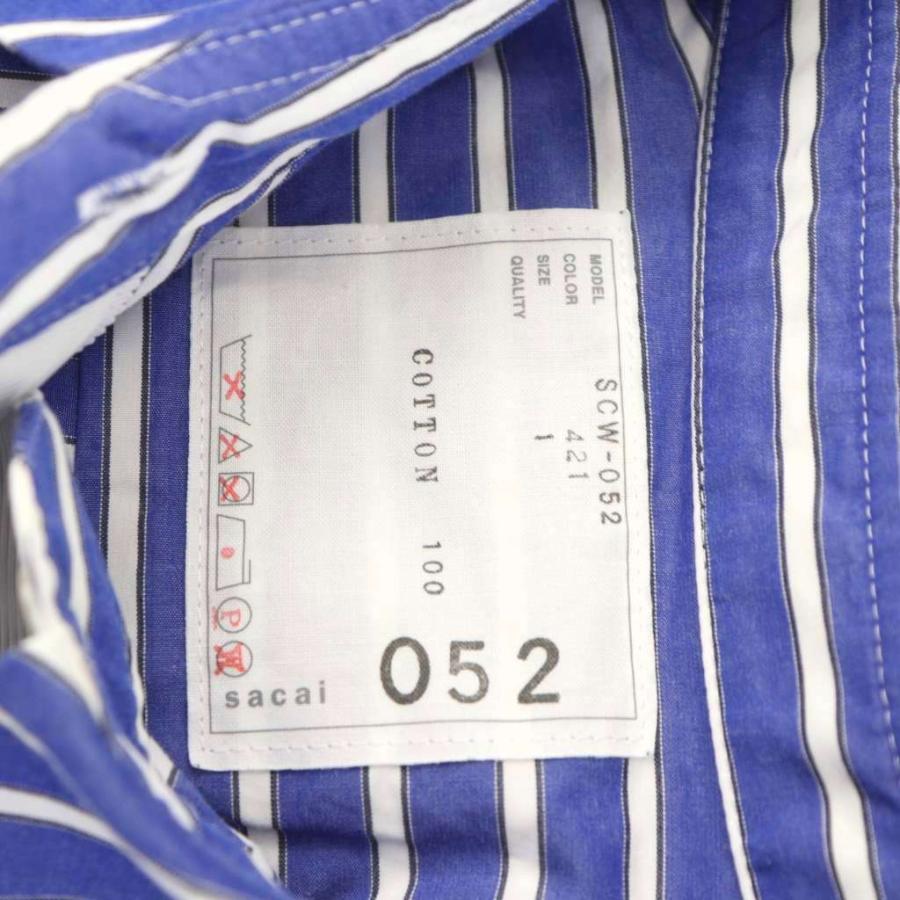 MODEL SCW-052
COLOR 421
SIZE 1
QUALITY
COTTON 100
P
W
sacai 052